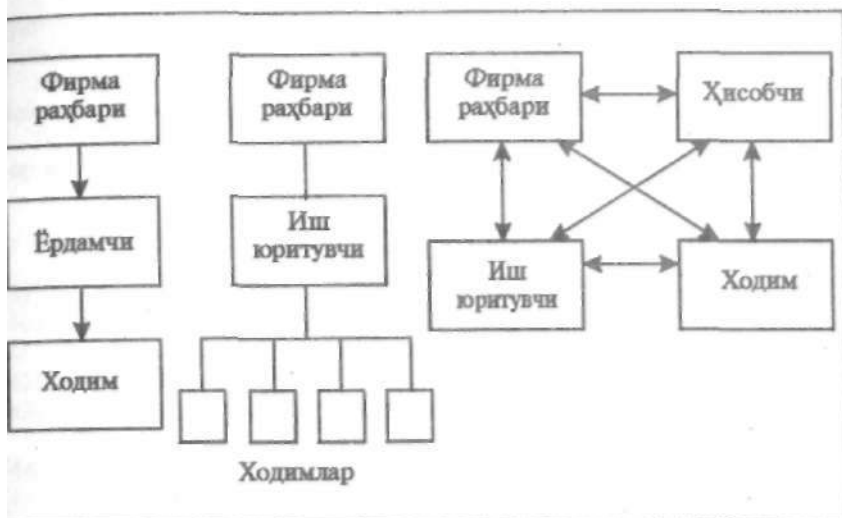 Фирма
раҳбари
Ёрдамчи
Ходим
Фирма
раҳбари
Иш
юритувчи
Ходимлар
Фирма
раҳбари
Ҳисобчи
Иш
юритувчи
Ходим